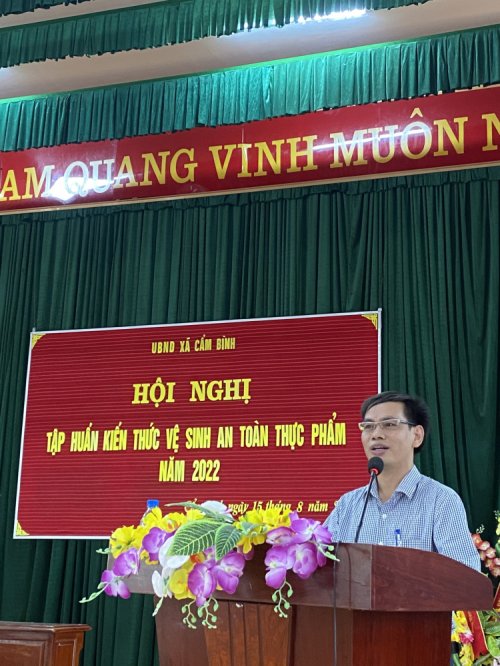 AM QUANG VINH MUÔN N
UBND XÃ CẨM BÌNH
HỘI NGHỊ
TẬP HUẤN KIẾN THỨC VỆ SINH AN TOÀN THỰC PHẨM
NĂM 2022
ngày 15 tháng 8 năm